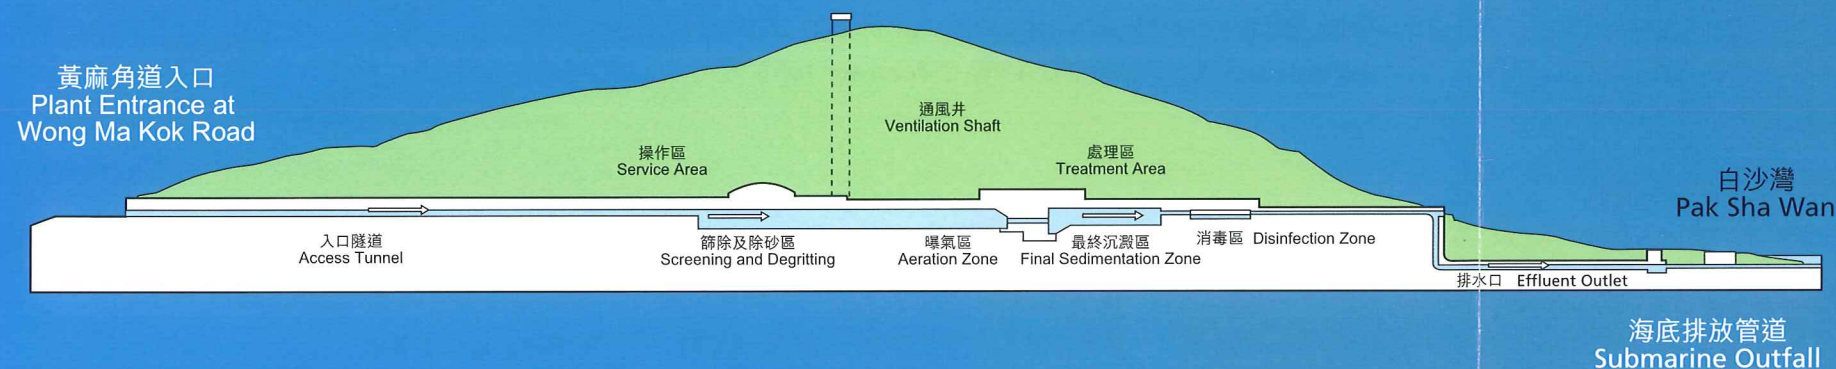 黃麻角道入口
Plant Entrance at
Wong Ma Kok Road
通風井
Ventilation Shaft
操作區
Service Area
處理區
Treatment Area
白沙灣
Pak Sha Wan
入口隧道
Access Tunnel
篩除及除砂區
Screening and Degritting
曝氣區
Aeration Zone
最終沉澱區
Final Sedimentation Zone
消毒區 Disinfection Zone
排水口 Effluent Outlet
海底排放管道
Submarine Outfall